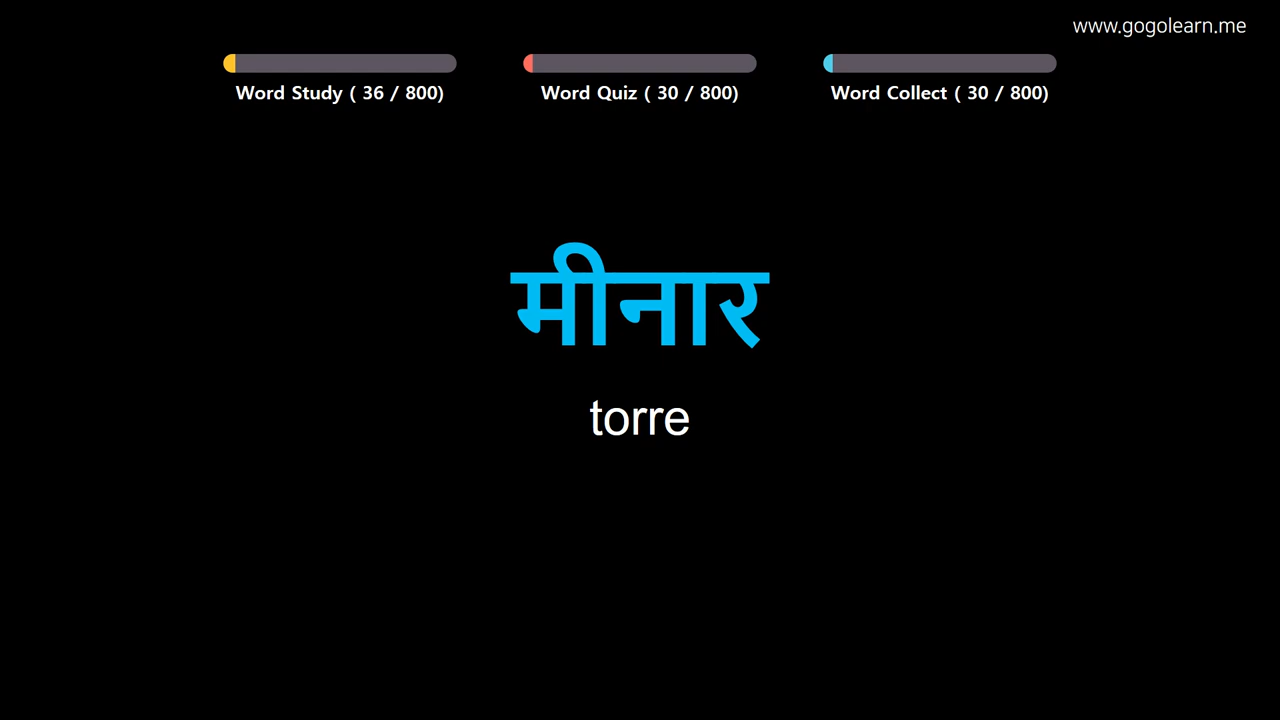 www.gogolearn.me
Word Study ( 36 / 800)
Word Quiz ( 30 / 800)
Word Collect ( 30 / 800)
मीनार
torre